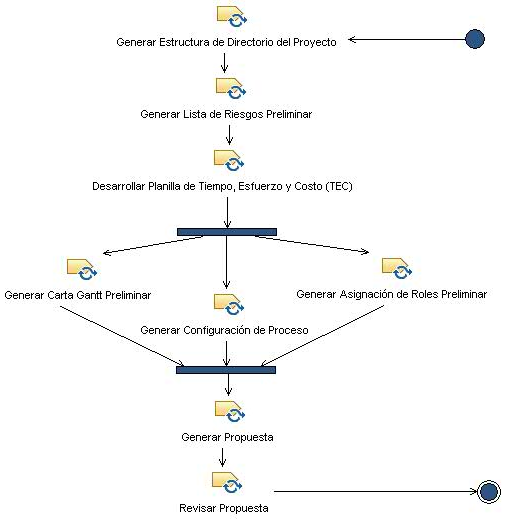 Generar Estructura de Directorio del Proyecto
Generar Lista de Riesgos Preliminar
Desarrollar Planilla de Tiempo, Esfuerzo y Costo (TEC)
Generar Carta Gantt Preliminar
Generar Asignación de Roles Preliminar
Generar Configuración de Proceso
Generar Propuesta
Revisar Propuesta